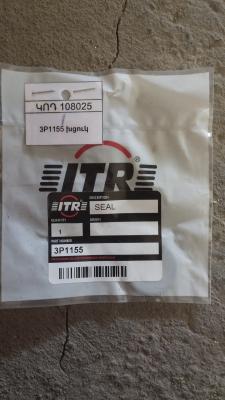 ԿՈԴ 108025
3P1155 խցուկ
ITR
ITR
DESCRIPTION
SEAL
QUANTITY
1
PART NUMBER
3P1155